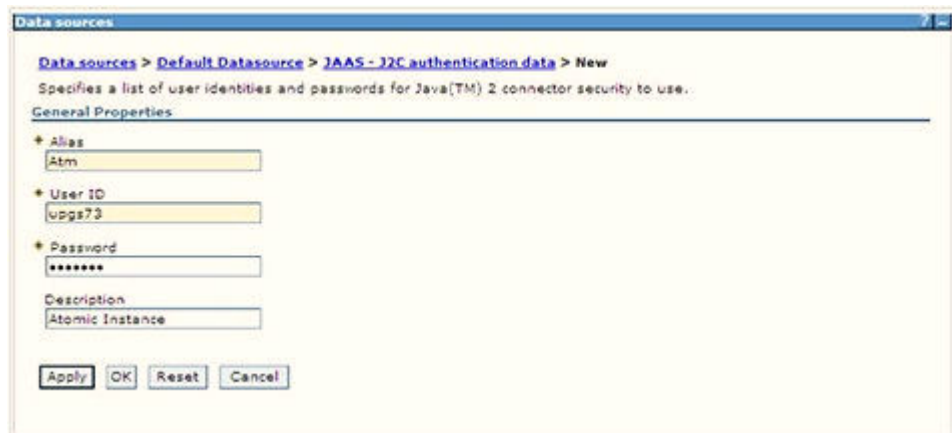 Data sources
? _
Data sources > Default Datasource > JAAS - J2C authentication data > New
Specifies a list of user identities and passwords for Java(TM) 2 connector security to use.
General Properties
* Alias
Atm
* User ID
upgs73
* Password
•••••••
Description
Atomic Instance
Apply OK Reset Cancel